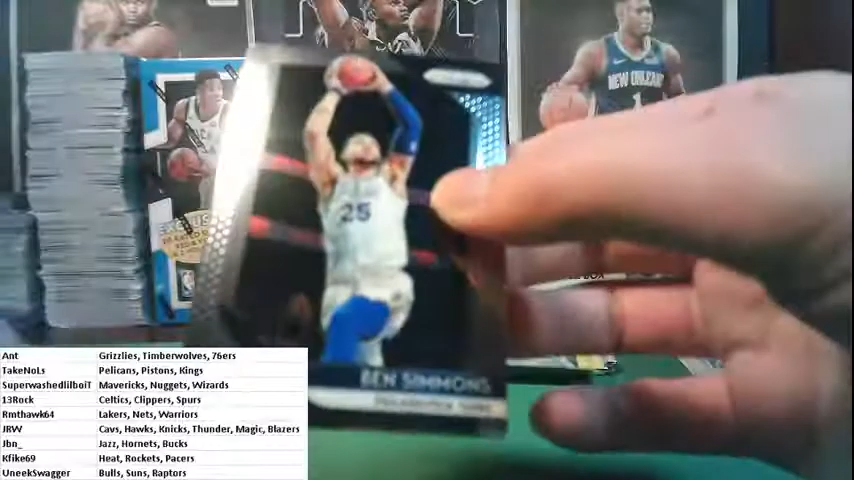 NEW ORLEANS
1
25
BEN SIMMONS
Ant Grizzlies, Timberwolves, 76ers
TakeNoLs Pelicans, Pistons, Kings
SuperwashedlilboiT Mavericks, Nuggets, Wizards
13Rock Celtics, Clippers, Spurs
Rmthawk64 Lakers, Nets, Warriors
JRW Cavs, Hawks, Knicks, Thunder, Magic, Blazers
Jbn_ Jazz, Hornets, Bucks
Kfike69 Heat, Rockets, Pacers
UneekSwagger Bulls, Suns, Raptors